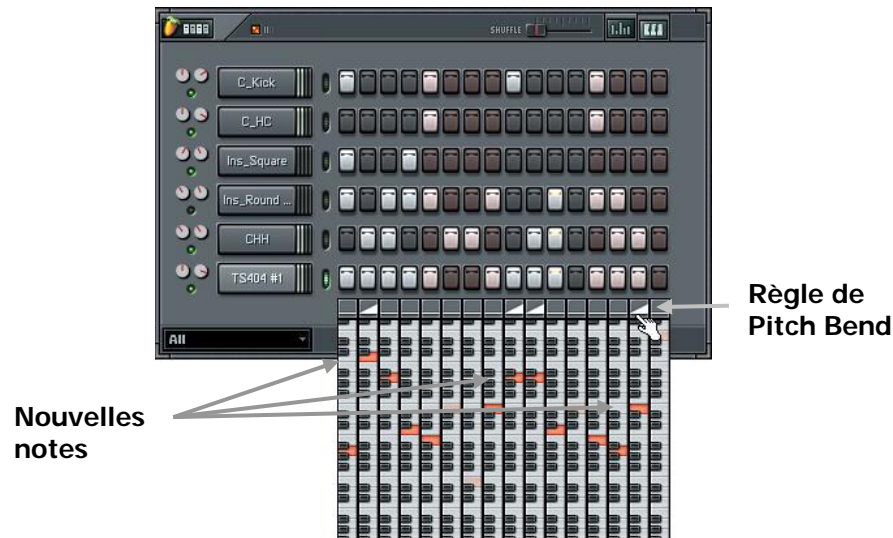 SHUFFLE
C_Kick
C_HC
Ins_Square
Ins_Round ...
CHH
TS404 #1
Règle de
Pitch Bend
All
Nouvelles
notes